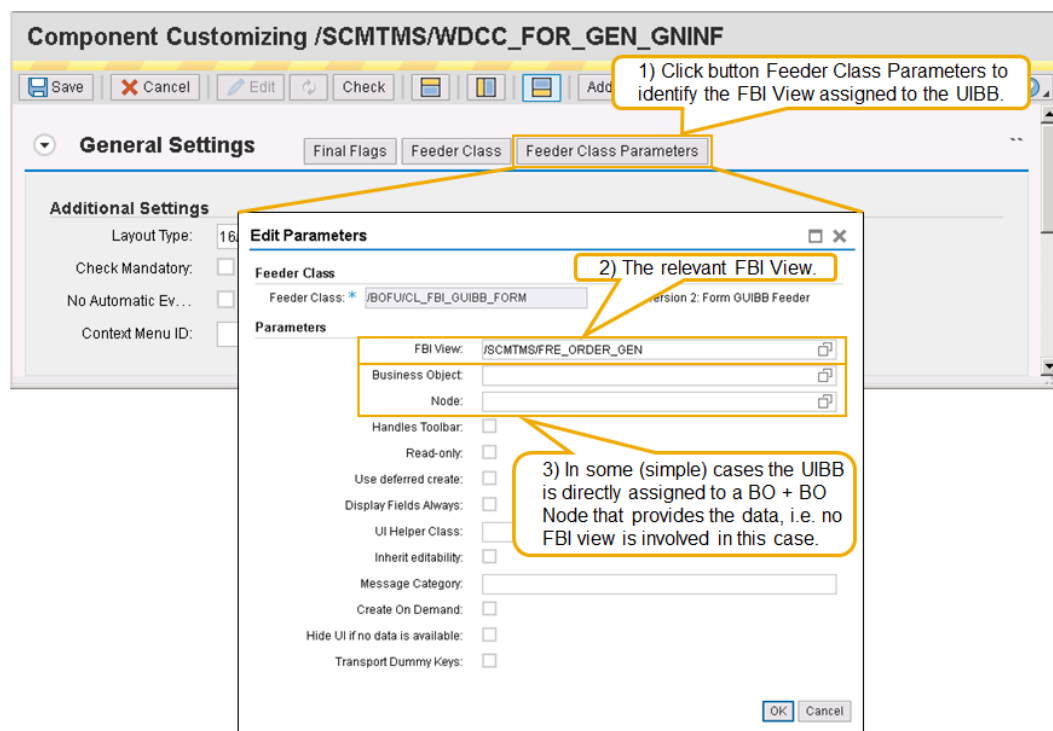 Component Customizing /SCMTMS/WDCC_FOR_GEN_GNINF
Save Cancel Edit Check Add
1) Click button Feeder Class Parameters to
identify the FBI View assigned to the UIBB.
General Settings Final Flags Feeder Class Feeder Class Parameters
Additional Settings
Layout Type: 16
Check Mandatory:
No Automatic Ev...
Context Menu ID:
Edit Parameters
Feeder Class
2) The relevant FBI View.
Feeder Class: * /BOFU/CL_FBI_GUIBB_FORM ersion 2: Form GUIBB Feeder
Parameters
FBI View: /SCMTMS/FRE_ORDER_GEN
Business Object:
Node:
Handles Toolbar:
Read-only:
Use deferred create:
Display Fields Always:
UI Helper Class:
Inherit editability:
Message Category:
Create On Demand:
Hide UI if no data is available:
Transport Dummy Keys:
3) In some (simple) cases the UIBB
is directly assigned to a BO + BO
Node that provides the data, i.e. no
FBI view is involved in this case.
OK Cancel